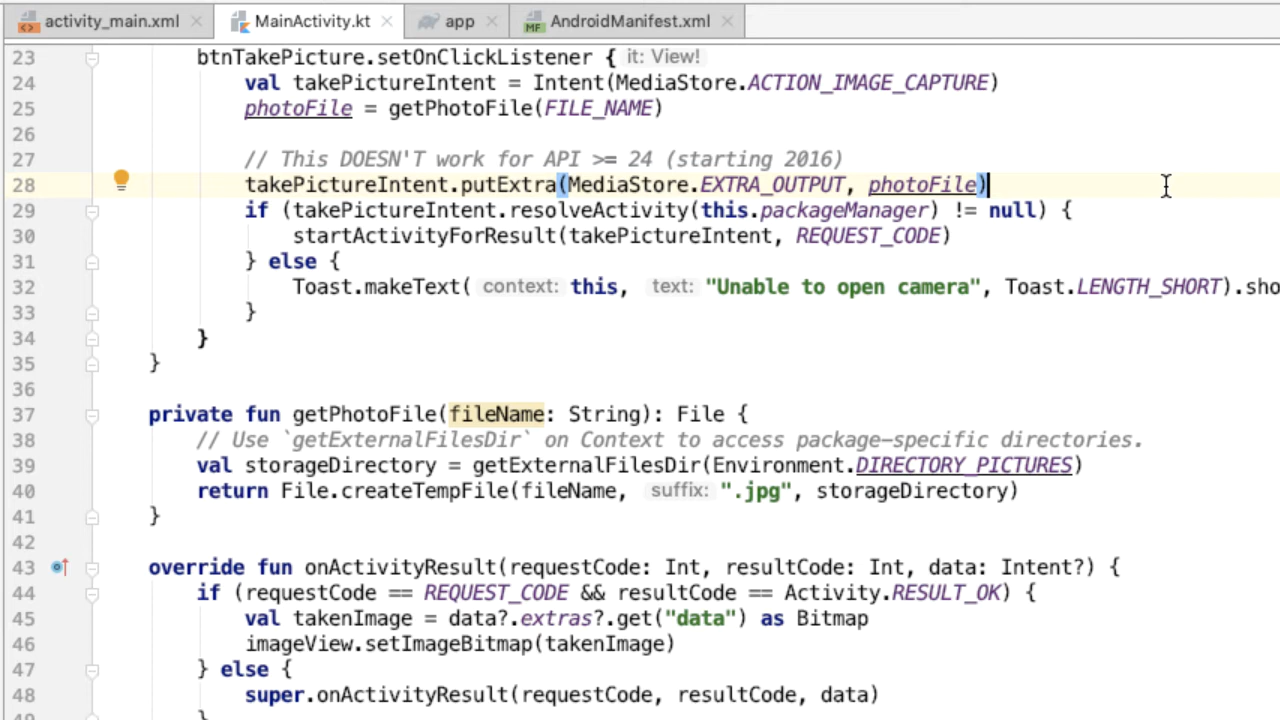 activity_main.xml MainActivity.kt app MF AndroidManifest.xml
23 btnTakePicture.setOnClickListener { it: View!
24 val takePictureIntent = Intent(MediaStore.ACTION_IMAGE_CAPTURE)
25 photoFile = getPhotoFile(FILE_NAME)
26
27 // This DOESN'T work for API >= 24 (starting 2016)
28 takePictureIntent.putExtra(MediaStore.EXTRA_OUTPUT, photoFile)
29 if (takePictureIntent.resolveActivity(this.packageManager) != null) {
30 startActivityForResult(takePictureIntent, REQUEST_CODE)
31 } else {
32 Toast.makeText( context: this, text: "Unable to open camera", Toast.LENGTH_SHORT).sho
33 }
34 }
35 }
36
37 private fun getPhotoFile(fileName: String): File {
38 // Use `getExternalFilesDir` on Context to access package-specific directories.
39 val storageDirectory = getExternalFilesDir(Environment.DIRECTORY_PICTURES)
40 return File.createTempFile(fileName, suffix: ".jpg", storageDirectory)
41 }
42
43 override fun onActivityResult(requestCode: Int, resultCode: Int, data: Intent?) {
44 if (requestCode == REQUEST_CODE && resultCode == Activity.RESULT_OK) {
45 val takenImage = data?.extras?.get("data") as Bitmap
46 imageView.setImageBitmap(takenImage)
47 } else {
48 super.onActivityResult(requestCode, resultCode, data)
49 }